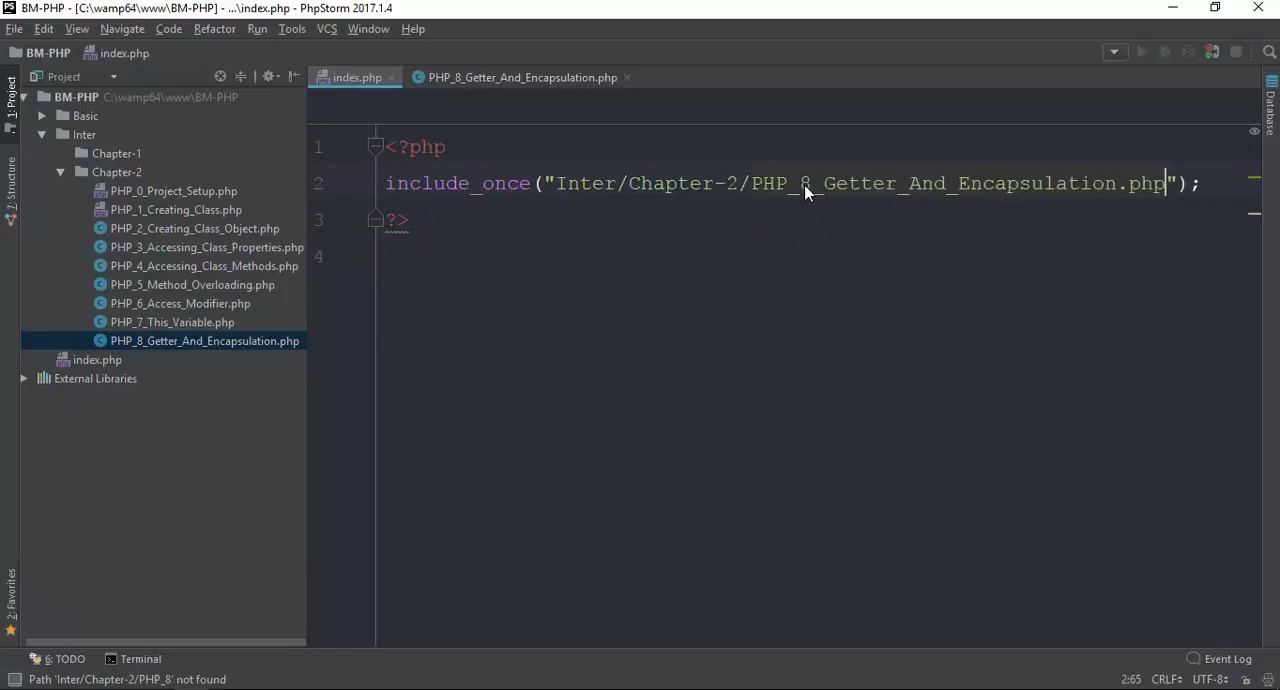 BM-PHP - [C:\wamp64\www\BM-PHP] - ...\index.php - PhpStorm 2017.1.4
File Edit View Navigate Code Refactor Run Tools VCS Window Help
BM-PHP index.php
Project index.php PHP_8_Getter_And_Encapsulation.php
1: Project
7: Structure
2: Favorites
BM-PHP C:\wamp64\www\BM-PHP
Basic
Inter
Chapter-1
Chapter-2
PHP_0_Project_Setup.php
PHP_1_Creating_Class.php
PHP_2_Creating_Class_Object.php
PHP_3_Accessing_Class_Properties.php
PHP_4_Accessing_Class_Methods.php
PHP_5_Method_Overloading.php
PHP_6_Access_Modifier.php
PHP_7_This_Variable.php
PHP_8_Getter_And_Encapsulation.php
index.php
External Libraries
1 <?php
2 include_once("Inter/Chapter-2/PHP_8_Getter_And_Encapsulation.php");
3 ?>
4
Database
6: TODO Terminal Event Log
Path 'Inter/Chapter-2/PHP_8' not found 2:65 CRLF UTF-8